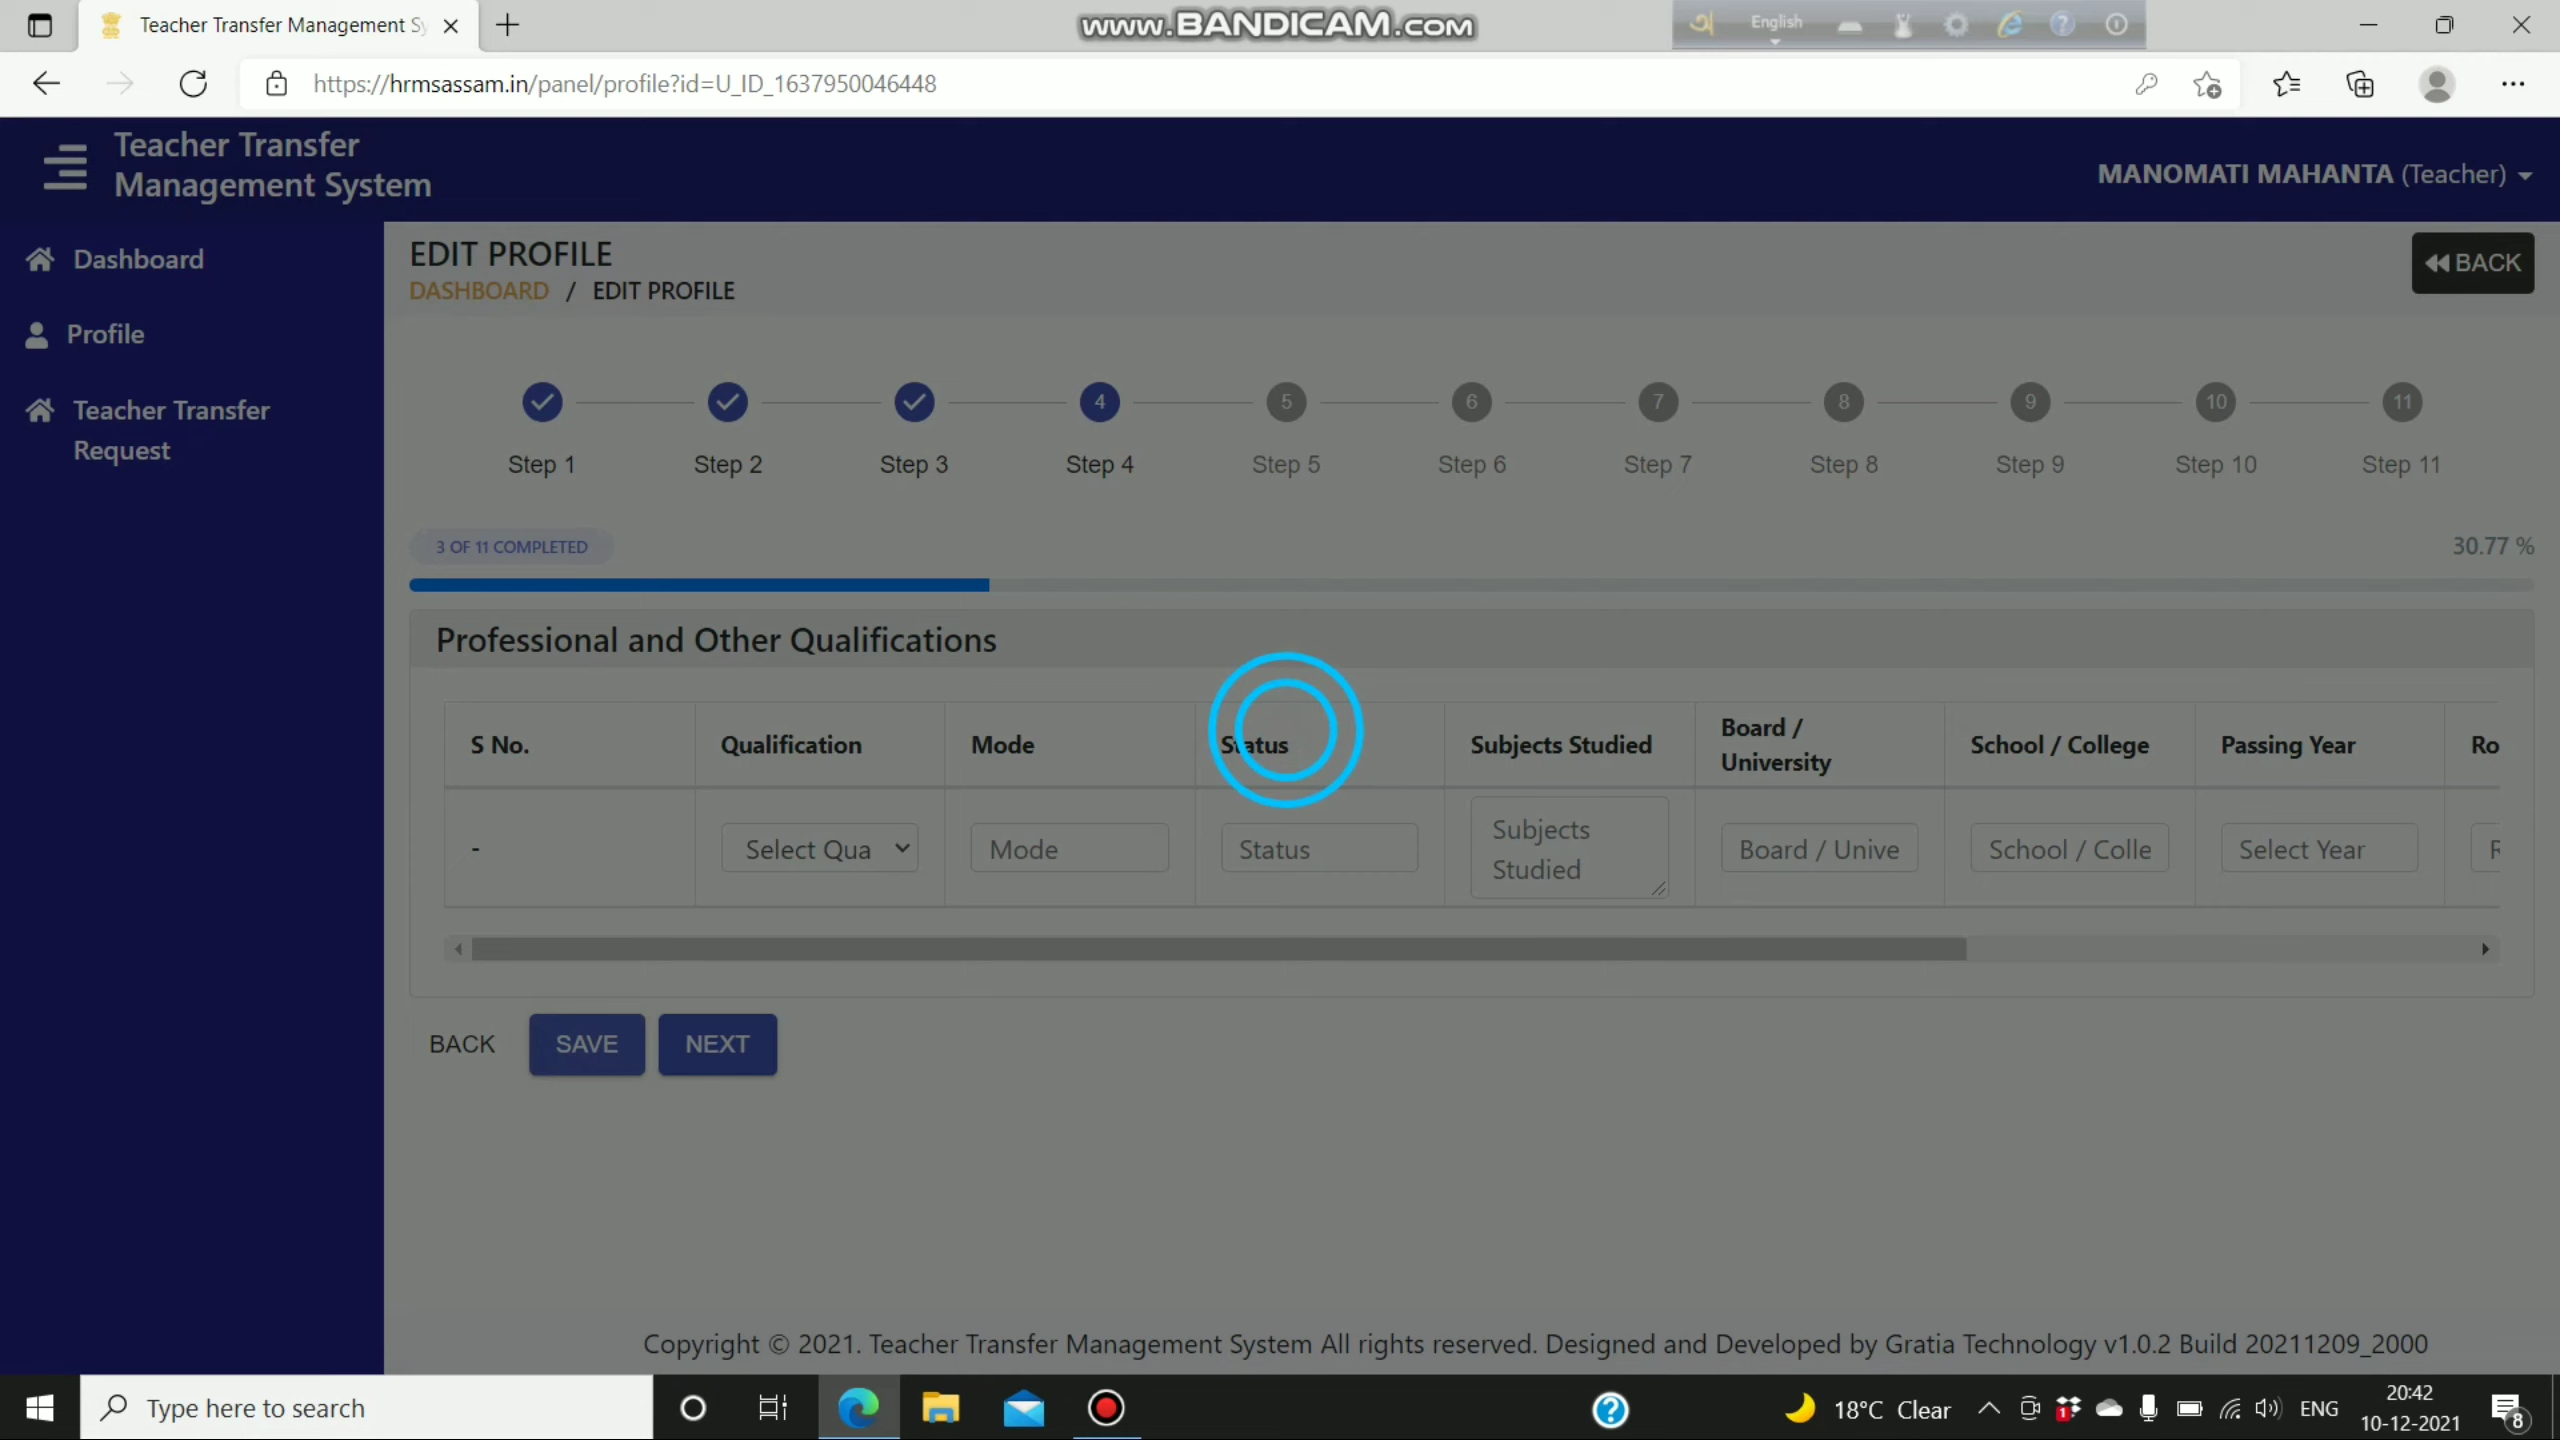 Teacher Transfer Management Sy
www.BANDICAM.com
English
https://hrmsassam.in/panel/profile?id=U_ID_1637950046448
Teacher Transfer
Management System
MANOMATI MAHANTA (Teacher)
Dashboard
Profile
Teacher Transfer
Request
EDIT PROFILE
DASHBOARD / EDIT PROFILE
BACK
4 5 6 7 8 9 10 11
Step 1 Step 2 Step 3 Step 4 Step 5 Step 6 Step 7 Step 8 Step 9 Step 10 Step 11
3 OF 11 COMPLETED 30.77 %
Professional and Other Qualifications
S No. Qualification Mode Status Subjects Studied Board / University School / College Passing Year Ro
- Select Qua Mode Status Subjects Studied Board / Unive School / Colle Select Year R
BACK SAVE NEXT
Copyright © 2021. Teacher Transfer Management System All rights reserved. Designed and Developed by Gratia Technology v1.0.2 Build 20211209_2000
Type here to search
18°C Clear
1
ENG
20:42
10-12-2021
8